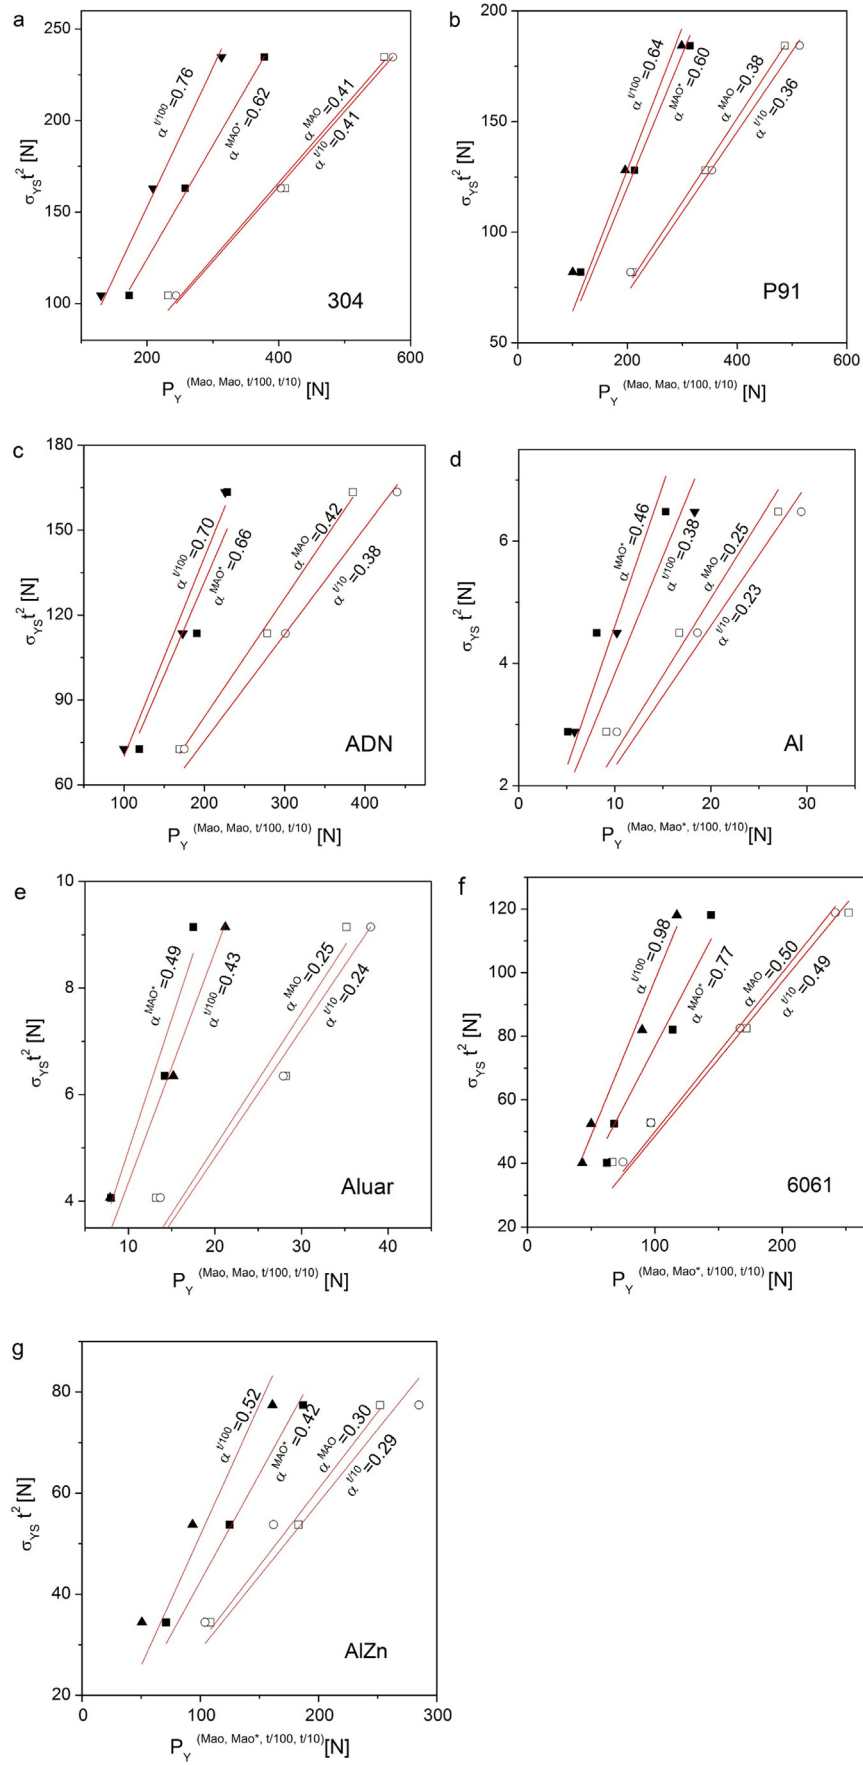 a
250
200
150
100
σYS t² [N]
α t/100=0.76
α MAO*=0.62
α MAO=0.41
α t/10=0.41
304
200 400 600
PY (Mao, Mao, t/100, t/10) [N]
b
200
150
100
50
σYS t² [N]
α t/100=0.64
α MAO*=0.60
α MAO=0.38
α t/10=0.36
P91
0 200 400 600
PY (Mao, Mao, t/100, t/10) [N]
c
180
150
120
90
60
σYS t² [N]
α t/100=0.70
α MAO*=0.66
α MAO=0.42
α t/10=0.38
ADN
100 200 300 400
PY (Mao, Mao, t/100, t/10) [N]
d
6
4
2
σYS t² [N]
α MAO*=0.46
α t/100=0.38
α MAO=0.25
α t/10=0.23
Al
0 10 20 30
PY (Mao, Mao*, t/100, t/10) [N]
e
10
8
6
4
σYS t² [N]
α MAO*=0.49
α t/100=0.43
α MAO=0.25
α t/10=0.24
Aluar
10 20 30 40
PY (Mao, Mao, t/100, t/10) [N]
f
120
100
80
60
40
20
σYS t² [N]
α t/100=0.98
α MAO*=0.77
α MAO=0.50
α t/10=0.49
6061
0 100 200
PY (Mao, Mao*, t/100, t/10) [N]
g
80
60
40
20
σYS t² [N]
α t/100=0.52
α MAO*=0.42
α MAO=0.30
α t/10=0.29
AlZn
0 100 200 300
PY (Mao, Mao*, t/100, t/10) [N]